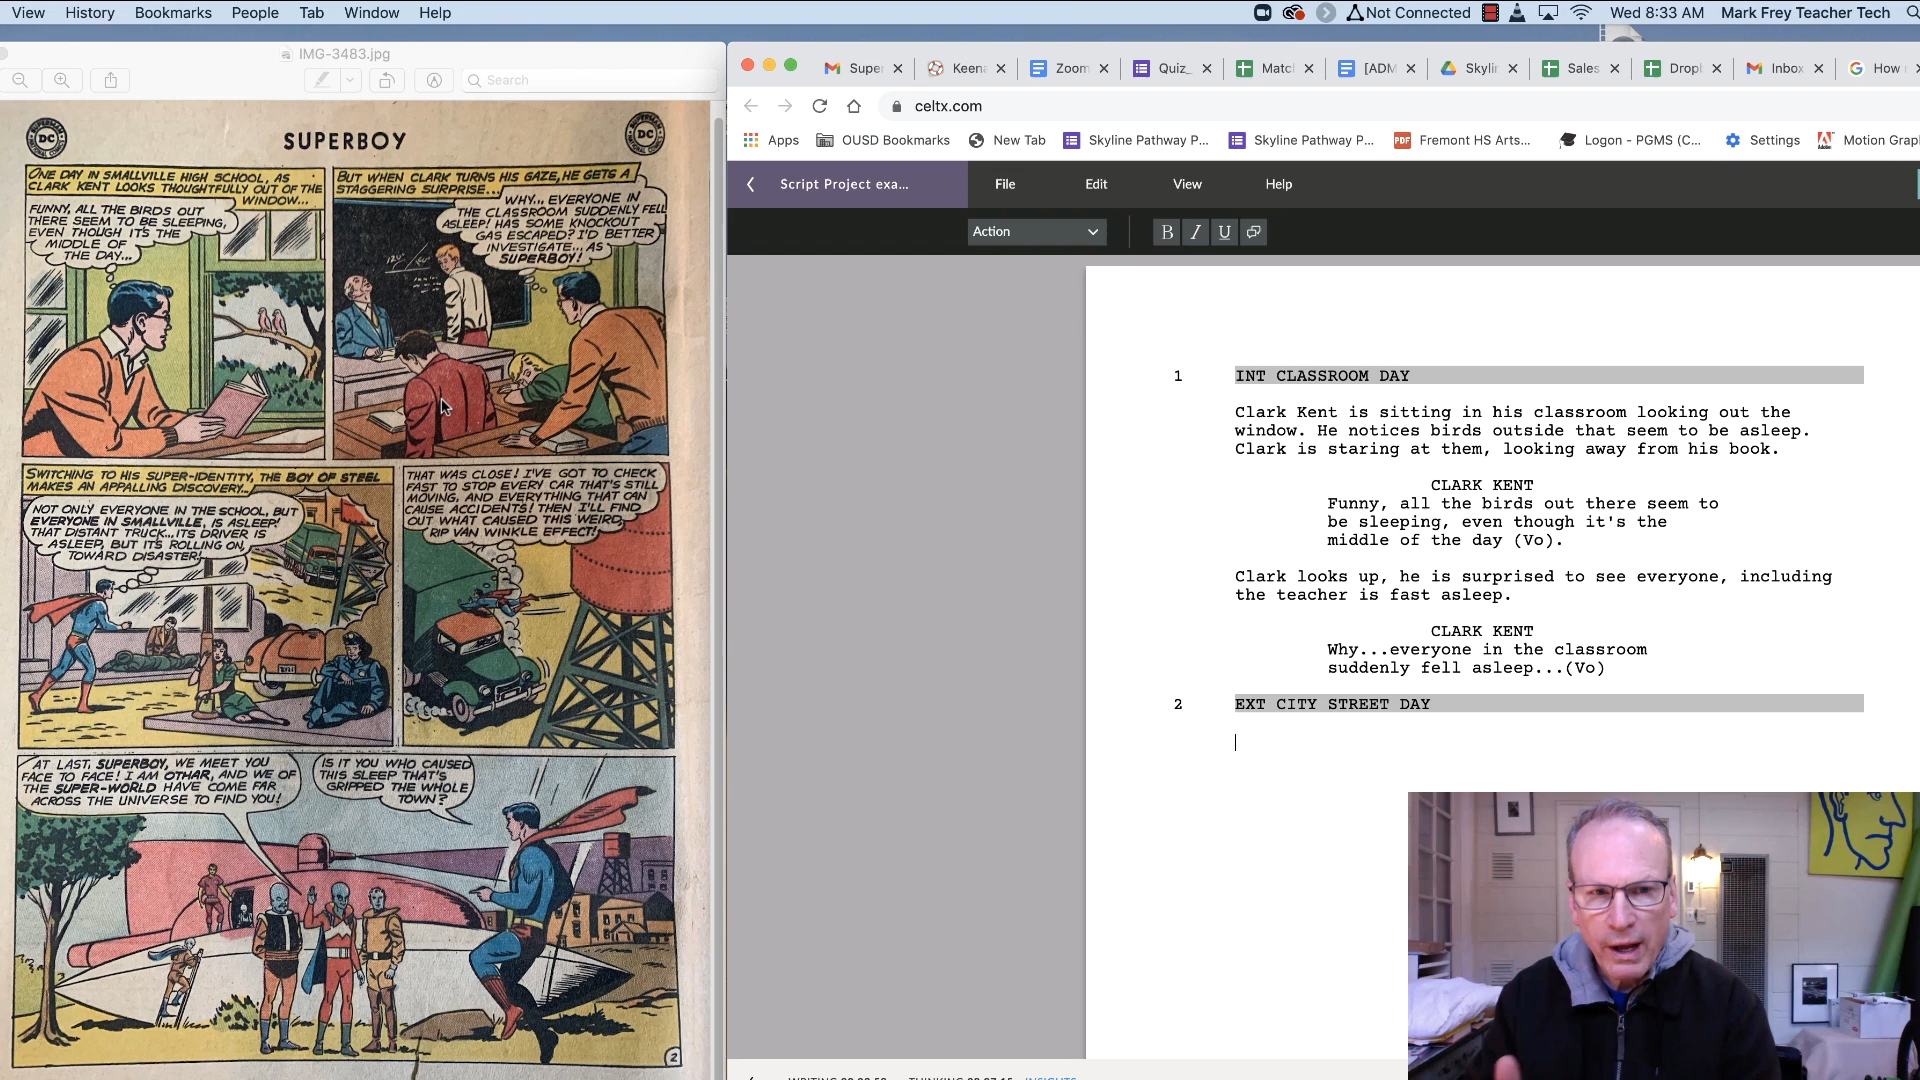 View History Bookmarks People Tab Window Help
Not Connected Wed 8:33 AM Mark Frey Teacher Tech
IMG-3483.jpg
Search
DC
SUPERBOY
DC
ONE DAY IN SMALLVILLE HIGH SCHOOL, AS
CLARK KENT LOOKS THOUGHTFULLY OUT OF THE
WINDOW...
FUNNY, ALL THE BIRDS OUT
THERE SEEM TO BE SLEEPING,
EVEN THOUGH IT'S THE
MIDDLE OF
THE DAY...
BUT WHEN CLARK TURNS HIS GAZE, HE GETS A
STAGGERING SURPRISE...
WHY... EVERYONE IN
THE CLASSROOM SUDDENLY FELL
ASLEEP! HAS SOME KNOCKOUT
GAS ESCAPED? I'D BETTER
INVESTIGATE... AS
SUPERBOY!
SWITCHING TO HIS SUPER-IDENTITY, THE BOY OF STEEL
MAKES AN APPALLING DISCOVERY...
NOT ONLY EVERYONE IN THE SCHOOL, BUT
EVERYONE IN SMALLVILLE, IS ASLEEP!
THAT DISTANT TRUCK... ITS DRIVER IS
ASLEEP, BUT IT'S ROLLING ON,
TOWARD DISASTER!
THAT WAS CLOSE! I'VE GOT TO CHECK
FAST TO STOP EVERY CAR THAT'S STILL
MOVING, AND EVERYTHING THAT CAN
CAUSE ACCIDENTS! THEN I'LL FIND
OUT WHAT CAUSED THIS WEIRD,
RIP VAN WINKLE EFFECT!
AT LAST, SUPERBOY, WE MEET YOU
FACE TO FACE! I AM OTHAR, AND WE OF
THE SUPER-WORLD HAVE COME FAR
ACROSS THE UNIVERSE TO FIND YOU!
IS IT YOU WHO CAUSED
THIS SLEEP THAT'S
GRIPPED THE WHOLE
TOWN?
2
Super Keena Zoom Quiz_ Match [ADM Skylin Sales Dropl Inbox How
celtx.com
Apps OUSD Bookmarks New Tab Skyline Pathway P... Skyline Pathway P... Fremont HS Arts... Logon - PGMS (C... Settings Motion Grap
Script Project exa... File Edit View Help
Action B I U
1 INT CLASSROOM DAY
Clark Kent is sitting in his classroom looking out the
window. He notices birds outside that seem to be asleep.
Clark is staring at them, looking away from his book.
CLARK KENT
Funny, all the birds out there seem to
be sleeping, even though it's the
middle of the day (Vo).
Clark looks up, he is surprised to see everyone, including
the teacher is fast asleep.
CLARK KENT
Why...everyone in the classroom
suddenly fell asleep...(Vo)
2 EXT CITY STREET DAY